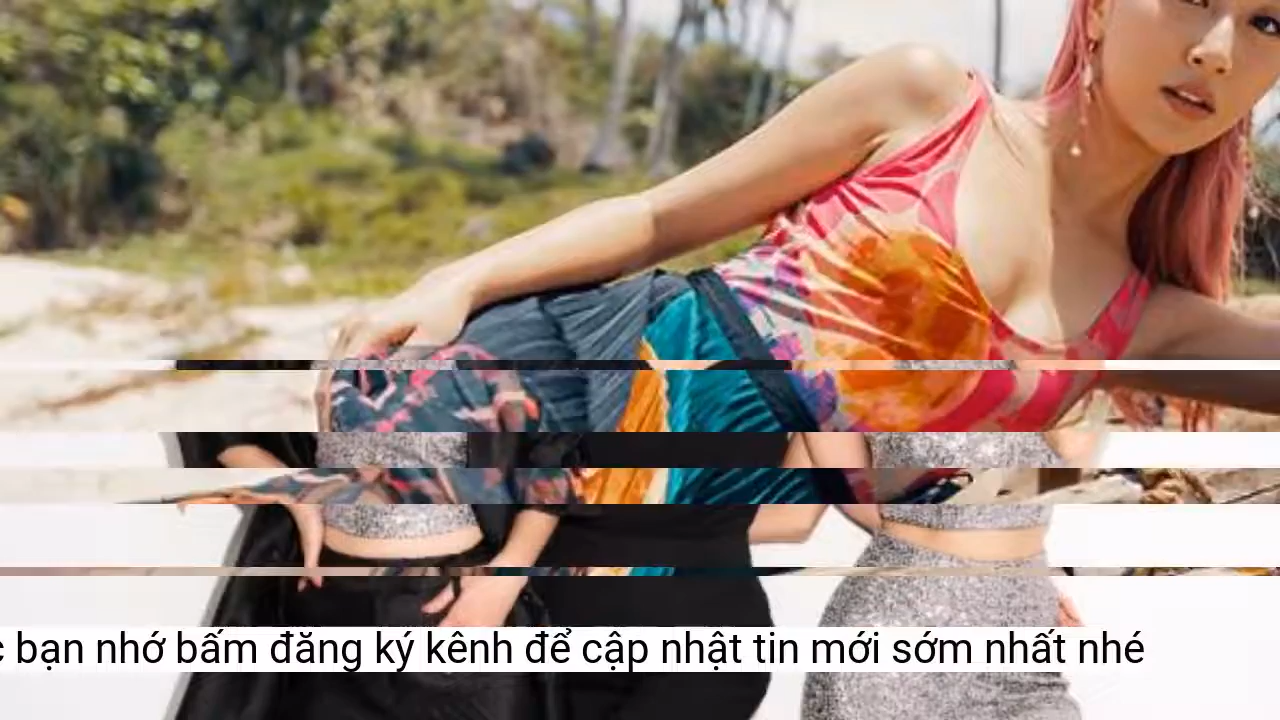 bạn nhớ bấm đăng ký kênh để cập nhật tin mới sớm nhất nhé